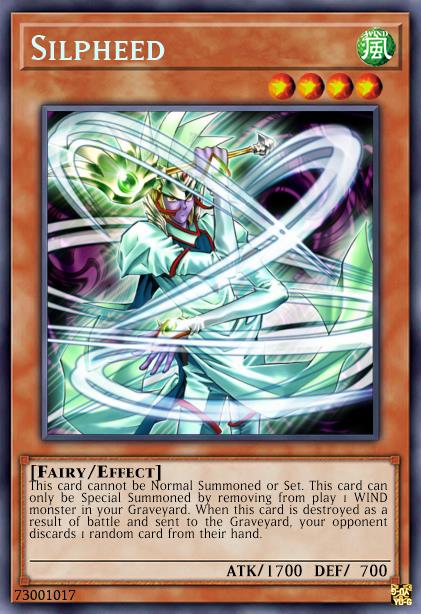 SILPHEED
WIND
風
[FAIRY/EFFECT]
This card cannot be Normal Summoned or Set. This card can
only be Special Summoned by removing from play 1 WIND
monster in your Graveyard. When this card is destroyed as a
result of battle and sent to the Graveyard, your opponent
discards 1 random card from their hand.
ATK/1700 DEF/ 700
73001017